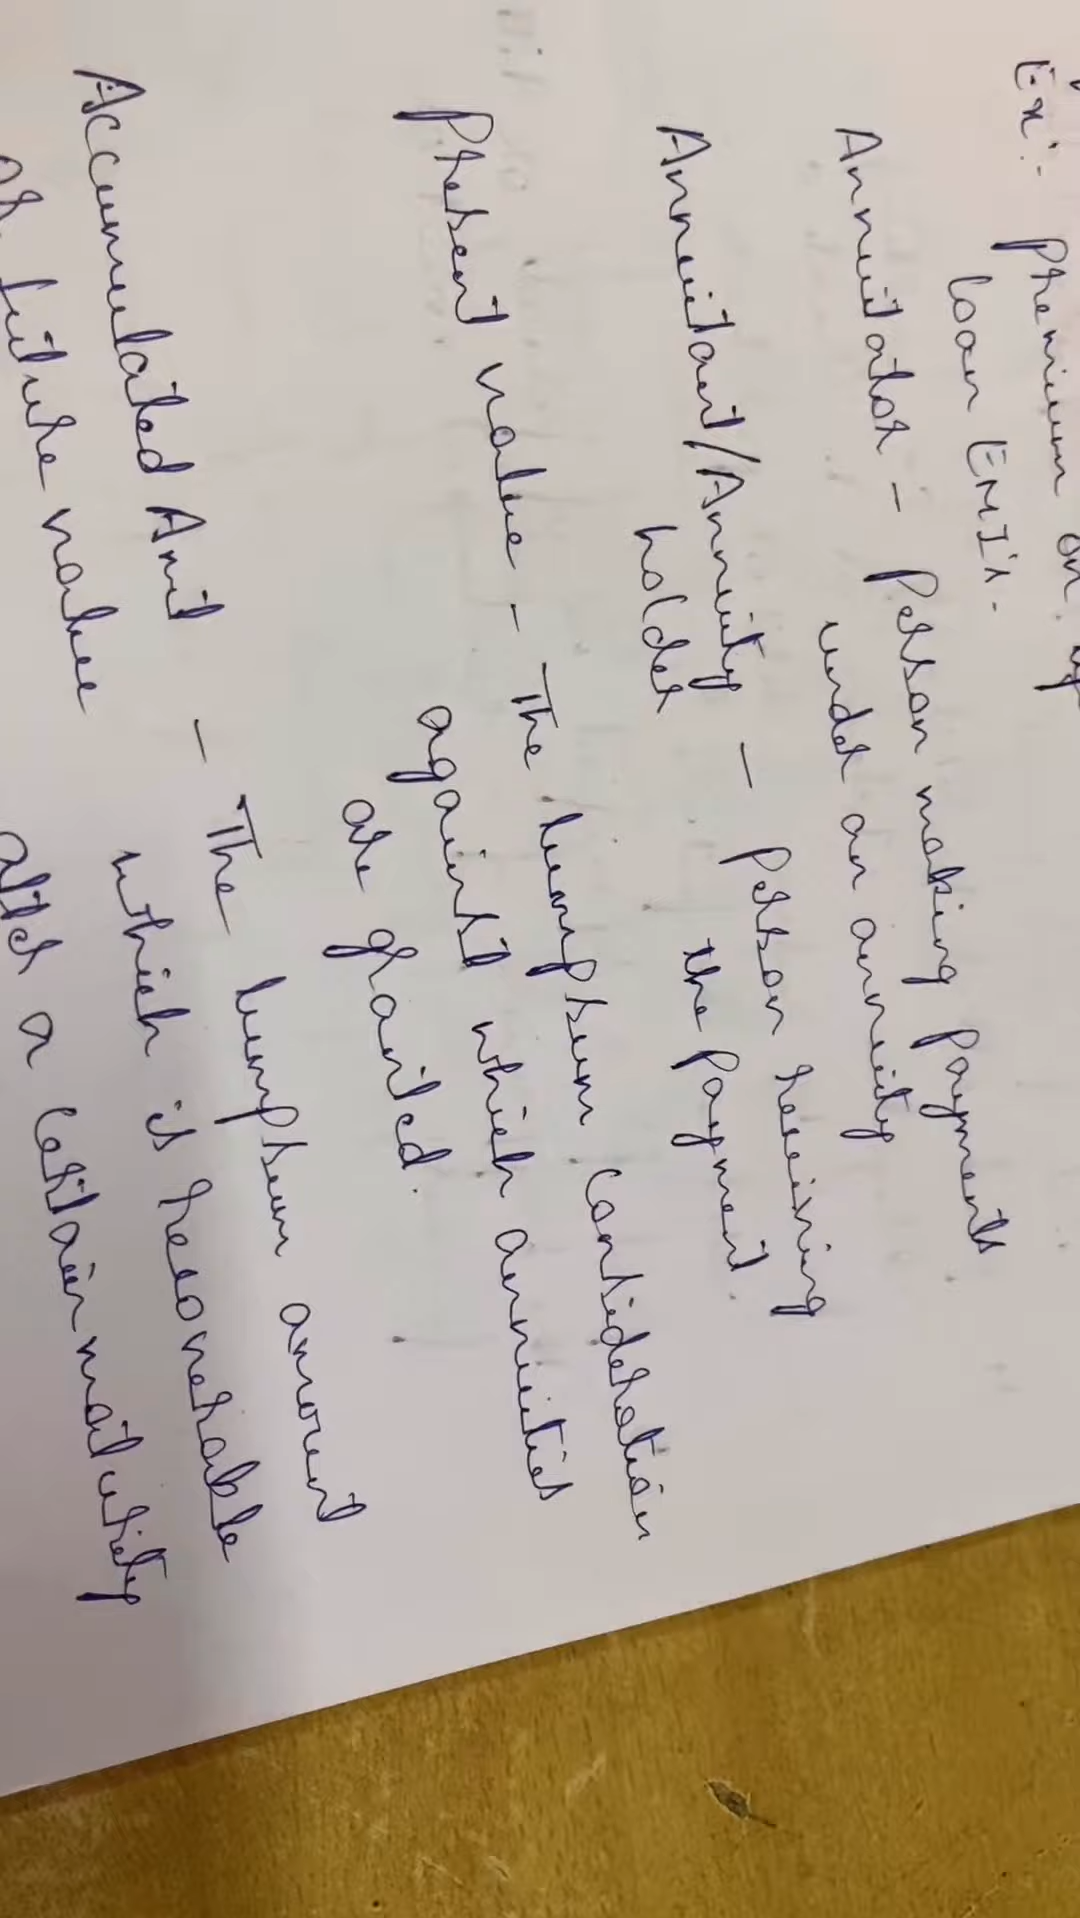 Ex:- Premium on
loan EMI's.
Annuitator - Person making payments
under an annuity
Annuitant/Annuity - Person receiving
holder the payment
Present value - The lumpsum consideration
against which annuities
are granted.
Accumulated Amt - The lumpsum amount
which is recoverable
or future value after a certain maturity